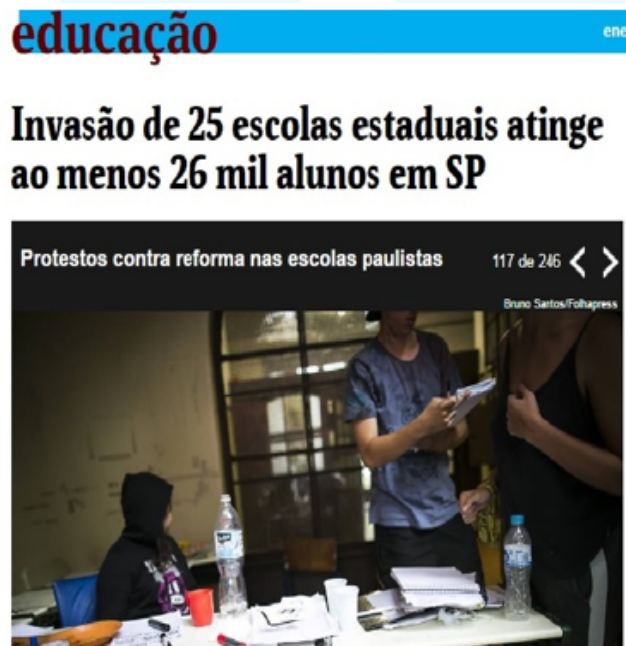 educação
ene
Invasão de 25 escolas estaduais atinge
ao menos 26 mil alunos em SP
Protestos contra reforma nas escolas paulistas
117 de 246
Bruno Santos/Folhapress